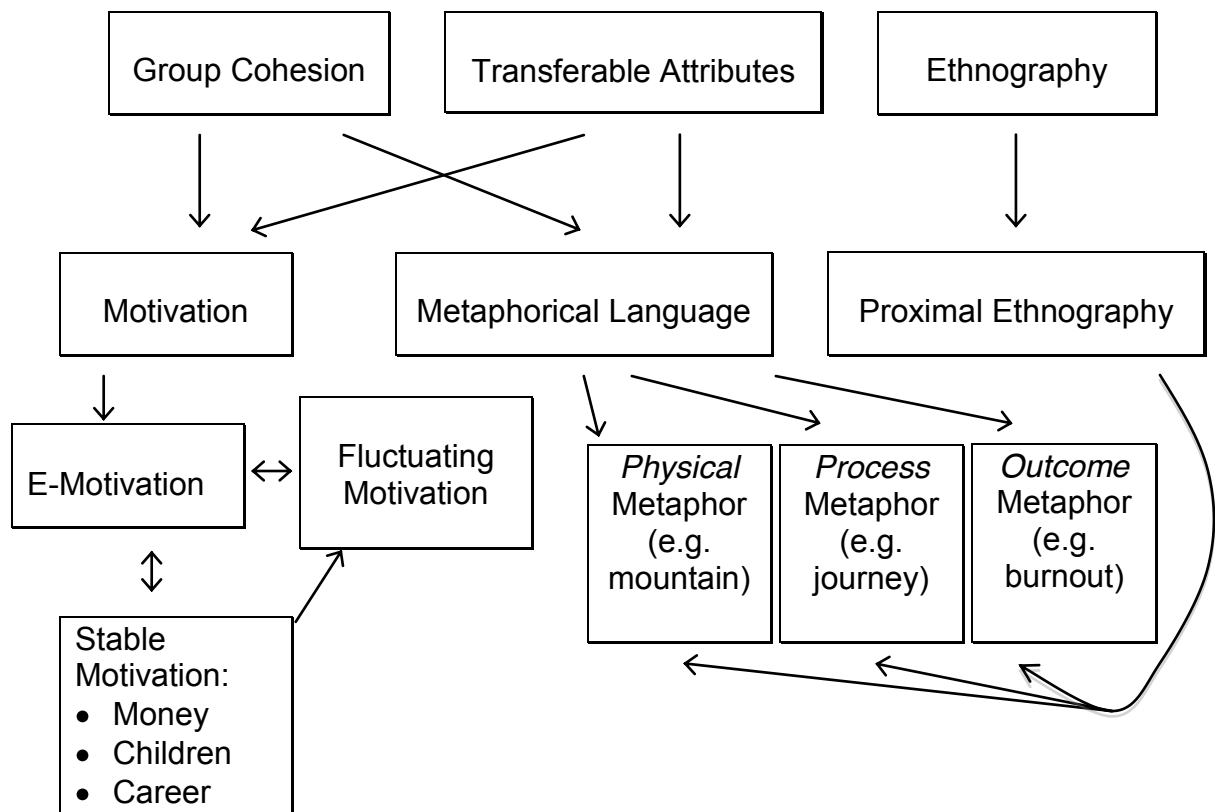 Group Cohesion
Transferable Attributes
Ethnography
Motivation
Metaphorical Language
Proximal Ethnography
E-Motivation
Fluctuating
Motivation
Physical
Metaphor
(e.g.
mountain)
Process
Metaphor
(e.g.
journey)
Outcome
Metaphor
(e.g.
burnout)
Stable
Motivation:
• Money
• Children
• Career